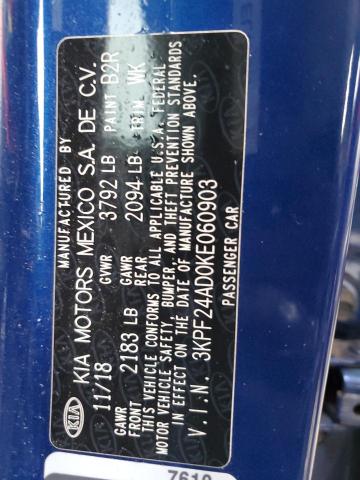 MANUFACTURED BY
KIA KIA MOTORS MEXICO S.A. DE C.V.
11/18 GVWR 3792 LB PAINT B2R
GAWR FRONT 2183 LB GAWR REAR 2094 LB TRIM WK
THIS VEHICLE CONFORMS TO ALL APPLICABLE U.S.A. FEDERAL
MOTOR VEHICLE SAFETY, BUMPER, AND THEFT PREVENTION STANDARDS
IN EFFECT ON THE DATE OF MANUFACTURE SHOWN ABOVE.
V.I.N. 3KPF24AD0KE060903
PASSENGER CAR